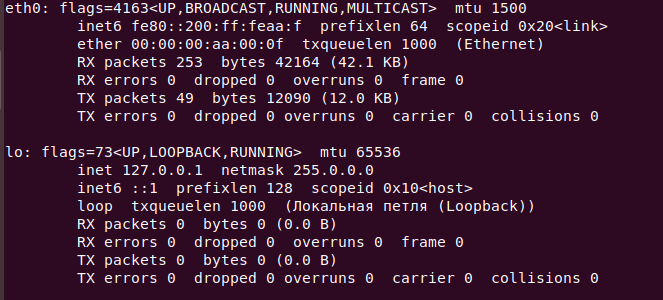 eth0: flags=4163<UP,BROADCAST,RUNNING,MULTICAST>  mtu 1500
        inet6 fe80::200:ff:feaa:f  prefixlen 64  scopeid 0x20<link>
        ether 00:00:00:aa:00:0f  txqueuelen 1000  (Ethernet)
        RX packets 253  bytes 42164 (42.1 KB)
        RX errors 0  dropped 0  overruns 0  frame 0
        TX packets 49  bytes 12090 (12.0 KB)
        TX errors 0  dropped 0 overruns 0  carrier 0  collisions 0
lo: flags=73<UP,LOOPBACK,RUNNING>  mtu 65536
        inet 127.0.0.1  netmask 255.0.0.0
        inet6 ::1  prefixlen 128  scopeid 0x10<host>
        loop  txqueuelen 1000  (Локальная петля (Loopback))
        RX packets 0  bytes 0 (0.0 B)
        RX errors 0  dropped 0  overruns 0  frame 0
        TX packets 0  bytes 0 (0.0 B)
        TX errors 0  dropped 0 overruns 0  carrier 0  collisions 0